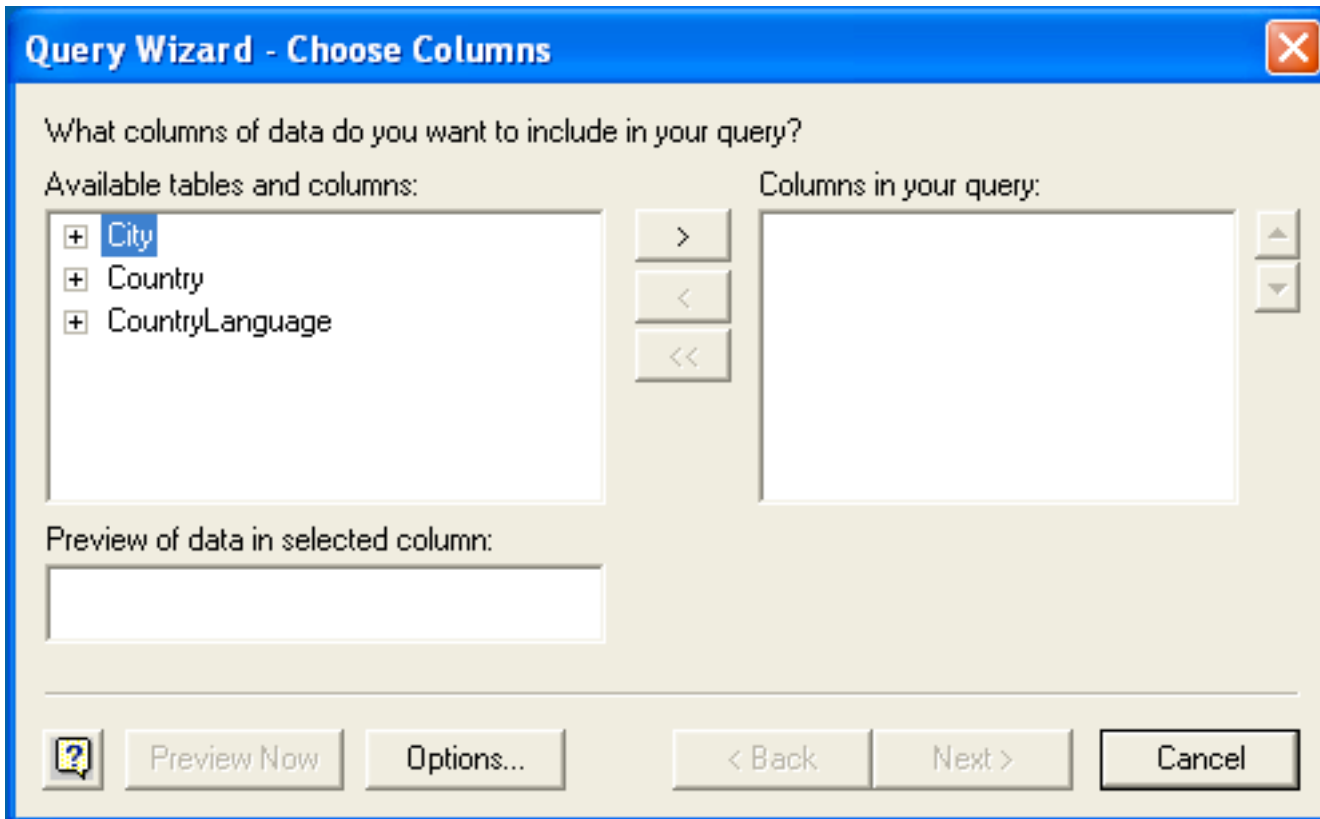 Query Wizard - Choose Columns
What columns of data do you want to include in your query?
Available tables and columns:
Columns in your query:
City
Country
CountryLanguage
>
<
<<
Preview of data in selected column:
Preview Now
Options...
< Back
Next >
Cancel